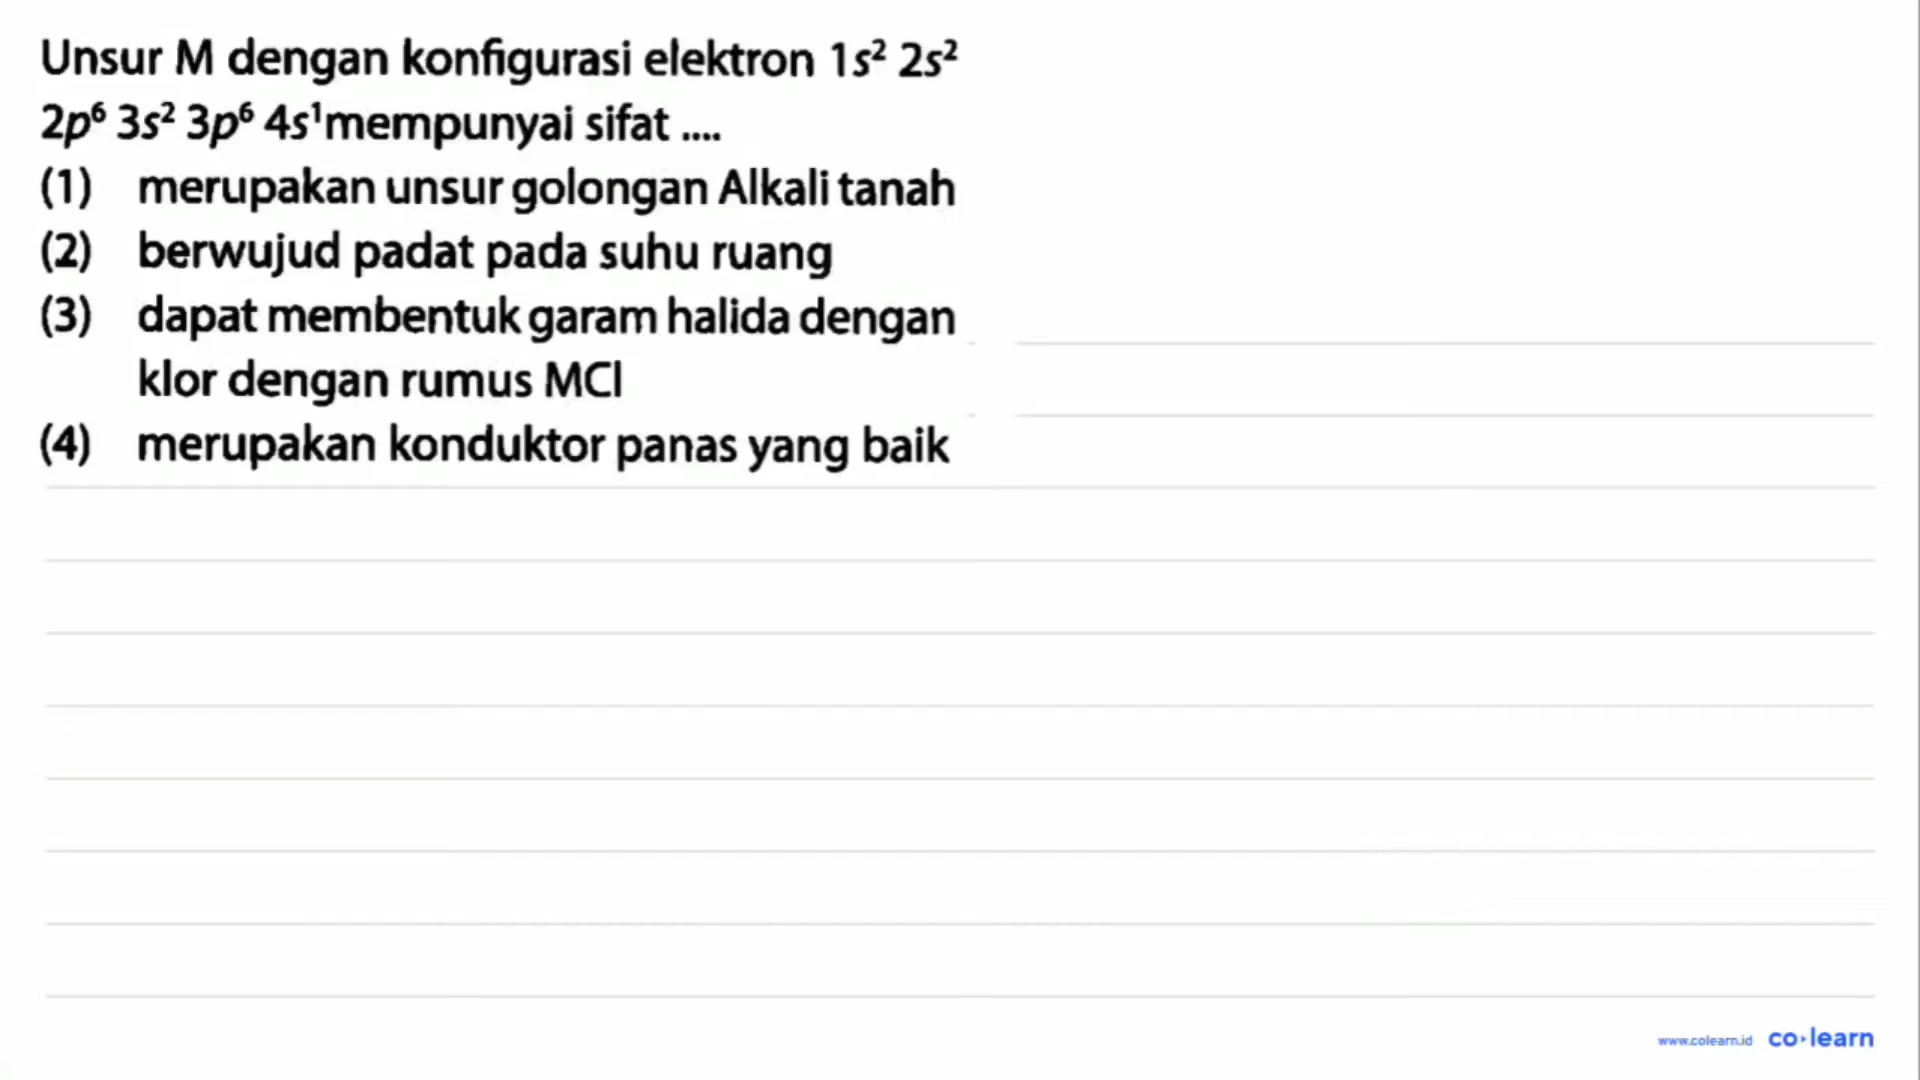 Unsur M dengan konfigurasi elektron 1s² 2s²
2p⁶ 3s² 3p⁶ 4s¹mempunyai sifat ....
(1) merupakan unsur golongan Alkali tanah
(2) berwujud padat pada suhu ruang
(3) dapat membentuk garam halida dengan
klor dengan rumus MCl
(4) merupakan konduktor panas yang baik
www.colearn.id co·learn